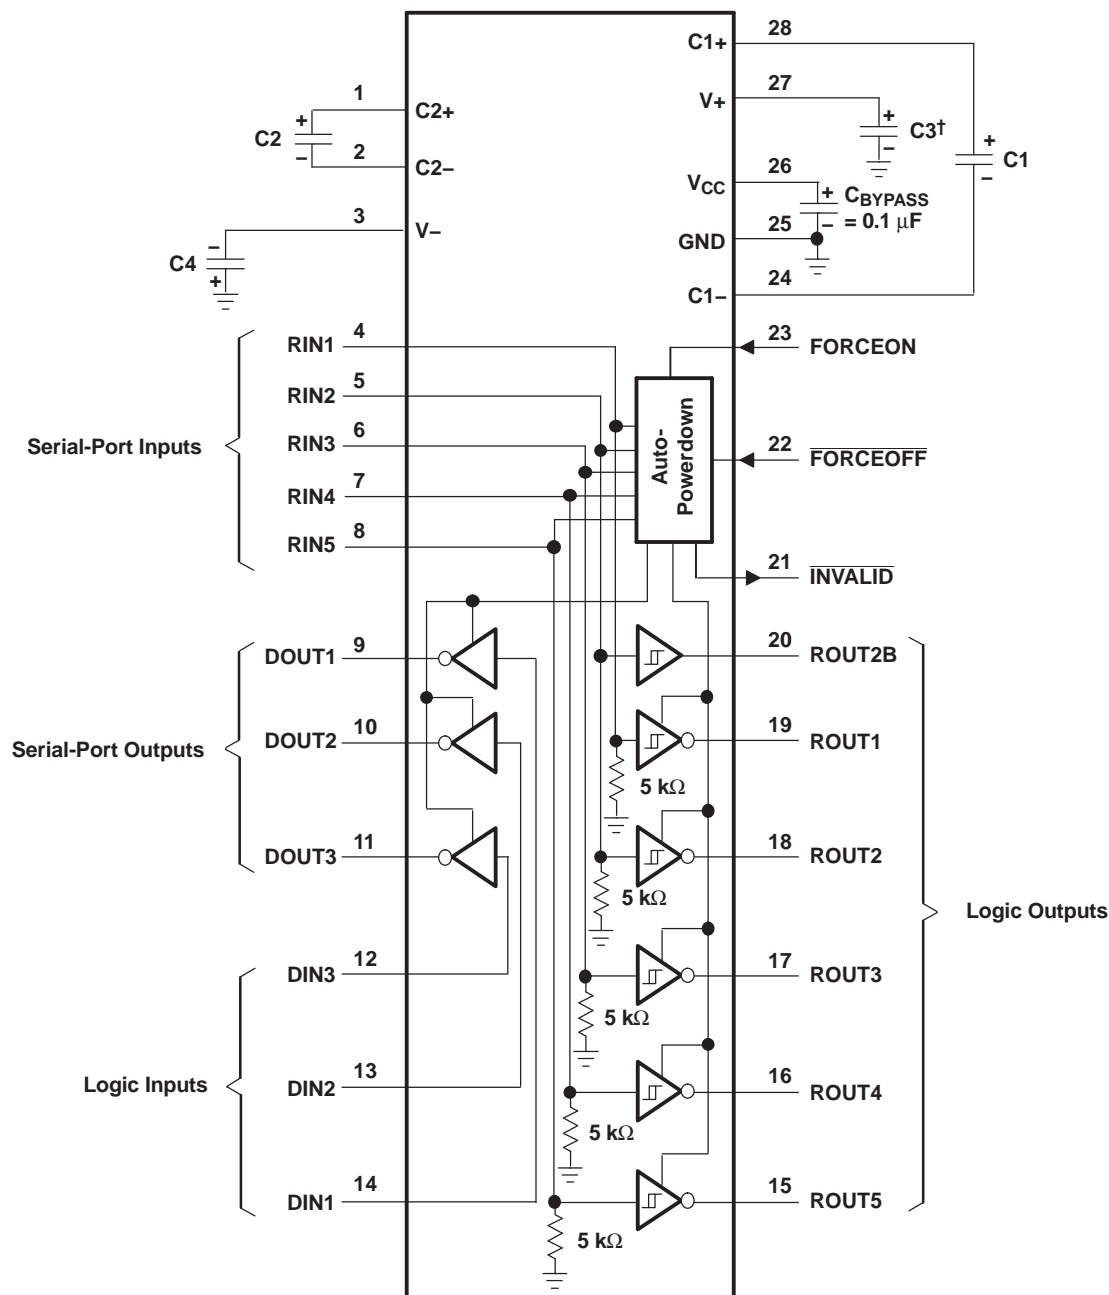 28
C1+
27
V+
1
C2+
+
C2
−
2
C2−
+
C3†
−
+
C1
−
26
VCC
+
CBYPASS
= 0.1 μF
−
25
GND
3
V−
−
C4
+
24
C1−
4
RIN1
5
RIN2
6
RIN3
7
RIN4
8
RIN5
Serial-Port Inputs
23
FORCEON
Auto-
Powerdown
22
FORCEOFF
21
INVALID
9
DOUT1
10
DOUT2
11
DOUT3
Serial-Port Outputs
20
ROUT2B
19
ROUT1
5 kΩ
18
ROUT2
5 kΩ
17
ROUT3
5 kΩ
16
ROUT4
5 kΩ
15
ROUT5
5 kΩ
Logic Outputs
12
DIN3
13
DIN2
14
DIN1
Logic Inputs